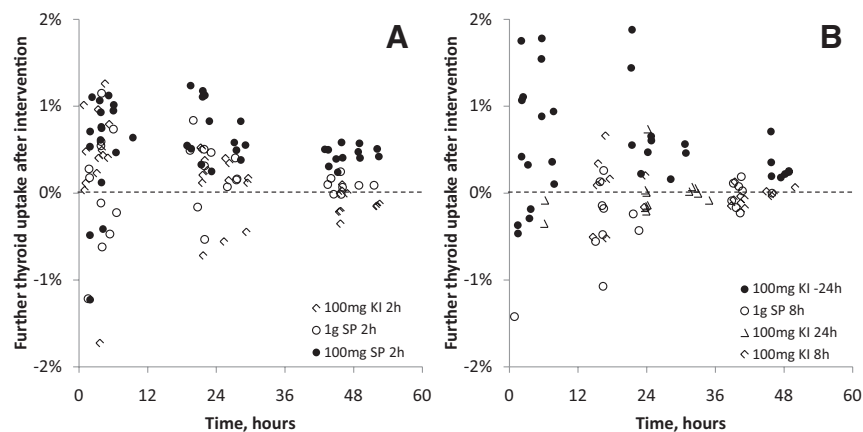 A
Further thyroid uptake after intervention
2%
1%
0%
-1%
-2%
100mg KI 2h
1g SP 2h
100mg SP 2h
0 12 24 36 48 60
Time, hours
B
Further thyroid uptake after intervention
2%
1%
0%
-1%
-2%
100mg KI -24h
1g SP 8h
100mg KI 24h
100mg KI 8h
0 12 24 36 48 60
Time, hours